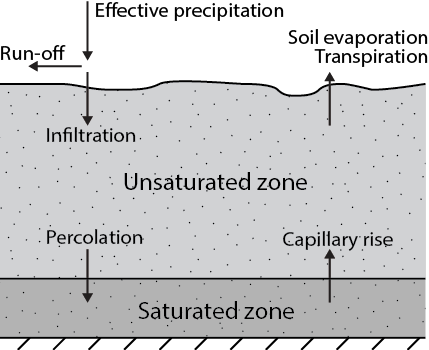 Effective precipitation
Run-off
Soil evaporation
Transpiration
Infiltration
Unsaturated zone
Percolation
Capillary rise
Saturated zone